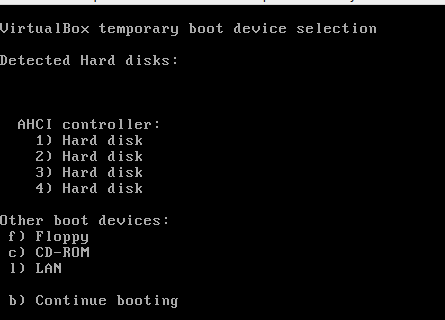 VirtualBox temporary boot device selection
Detected Hard disks:
AHCI controller:
1) Hard disk
2) Hard disk
3) Hard disk
4) Hard disk
Other boot devices:
f) Floppy
c) CD-ROM
l) LAN
b) Continue booting